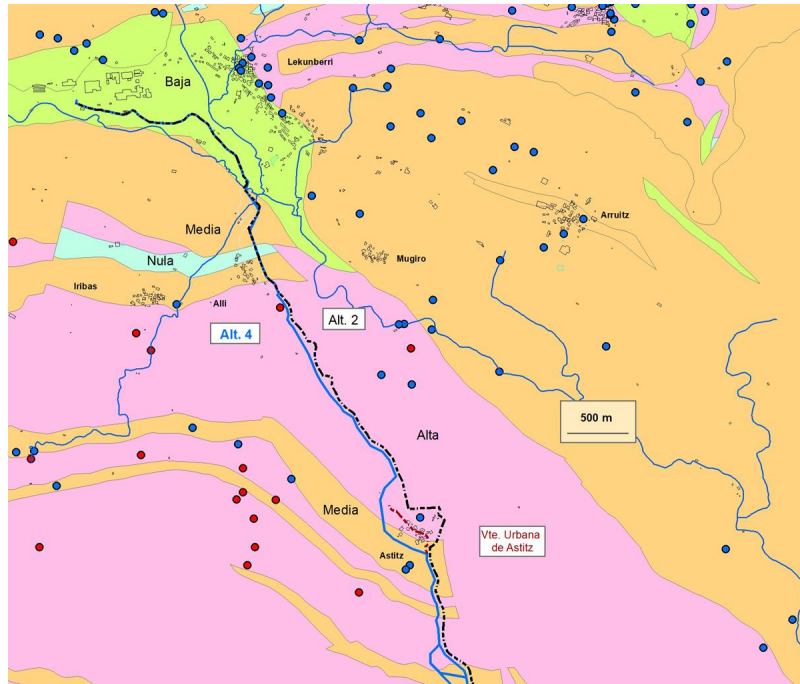 Lekunberri
Baja
Arruitz
Media
Mugiro
Nula
Iribas
Alli
Alt. 4
Alt. 2
500 m
Alta
Media
Vte. Urbana
de Astitz
Astitz